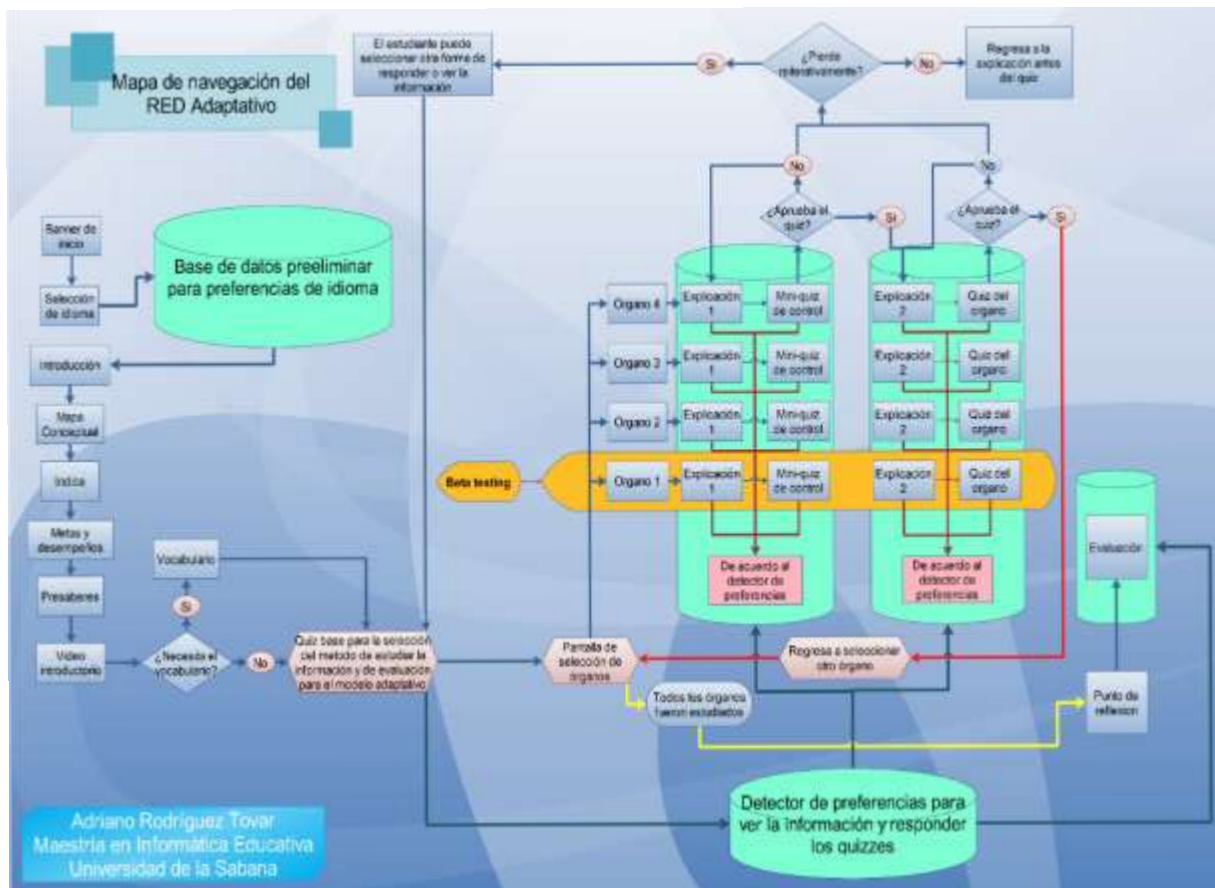 Mapa de navegación del
RED Adaptativo
El estudiante puede
seleccionar otra forma de
responder o ver la
información
Si
¿Pierde
reiterativamente?
No
Regresa a la
explicación antes
del quiz
No
No
¿Aprueba el
quiz?
Si
¿Aprueba el
quiz?
Si
Banner de
inicio
Selección
de idioma
Base de datos preeliminar
para preferencias de idioma
Introducción
Mapa
Conceptual
Indice
Metas y
desempeños
Presaberes
Video
introductorio
Vocabulario
Si
¿Necesita el
vocabulario?
No
Quiz base para la selección
del metodo de estudiar la
información y de evaluación
para el modelo adaptativo
Organo 4
Explicación
1
Mini-quiz
de control
Explicación
2
Quiz del
organo
Organo 3
Explicación
1
Mini-quiz
de control
Explicación
2
Quiz del
organo
Organo 2
Explicación
1
Mini-quiz
de control
Explicación
2
Quiz del
organo
Beta testing
Organo 1
Explicación
1
Mini-quiz
de control
Explicación
2
Quiz del
organo
De acuerdo al
detector de
preferencias
De acuerdo al
detector de
preferencias
Evaluación
Pantalla de
selección de
órganos
Regresa a seleccionar
otro órgano
Todos los órganos
fueron estudiados
Punto de
reflexion
Detector de preferencias para
ver la información y responder
los quizzes
Adriano Rodríguez Tovar
Maestría en Informática Educativa
Universidad de la Sabana